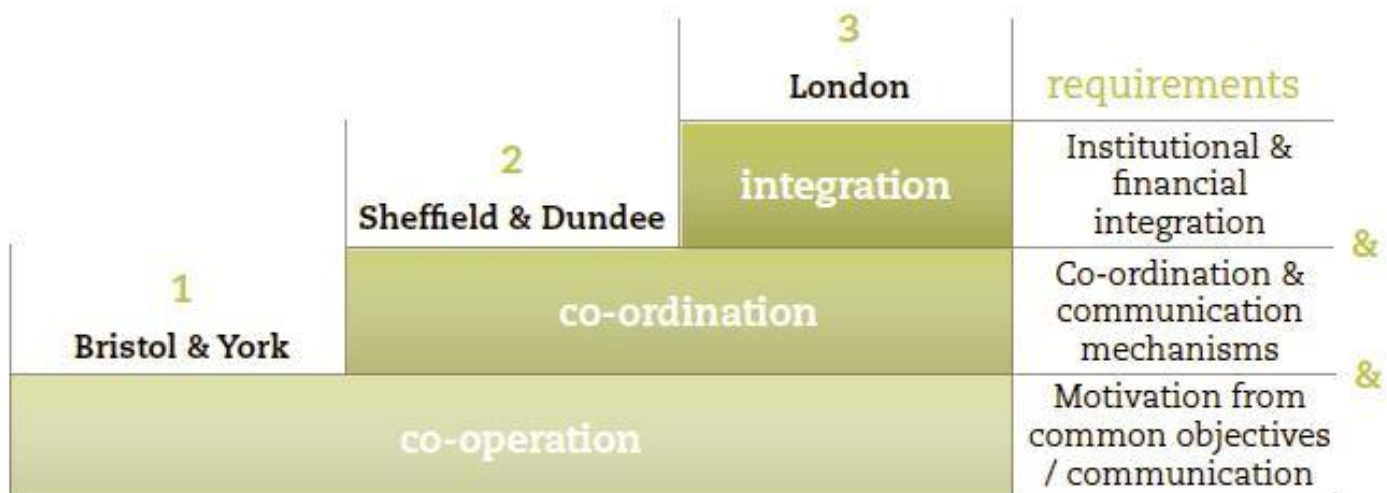 3
London
requirements
2
Sheffield & Dundee
integration
Institutional &
financial
integration
&
1
Bristol & York
co-ordination
Co-ordination &
communication
mechanisms
&
co-operation
Motivation from
common objectives
/ communication